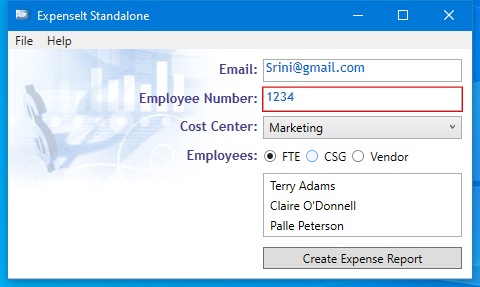 ExpenseIt Standalone
File Help
Email: Srini@gmail.com
Employee Number: 1234
Cost Center: Marketing
Employees: FTE CSG Vendor
Terry Adams
Claire O'Donnell
Palle Peterson
Create Expense Report